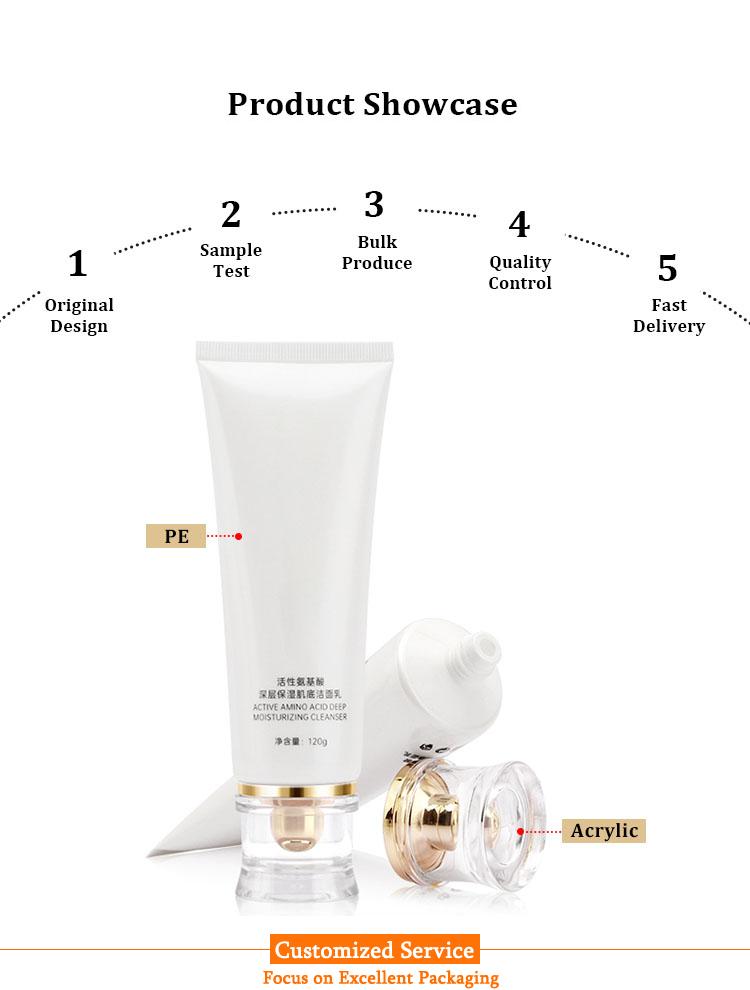 Product Showcase
1
Original
Design
2
Sample
Test
3
Bulk
Produce
4
Quality
Control
5
Fast
Delivery
PE
活性氨基酸
深层保湿肌底洁面乳
ACTIVE AMINO ACID DEEP
MOISTURIZING CLEANSER
净含量：120g
Acrylic
Customized Service
Focus on Excellent Packaging